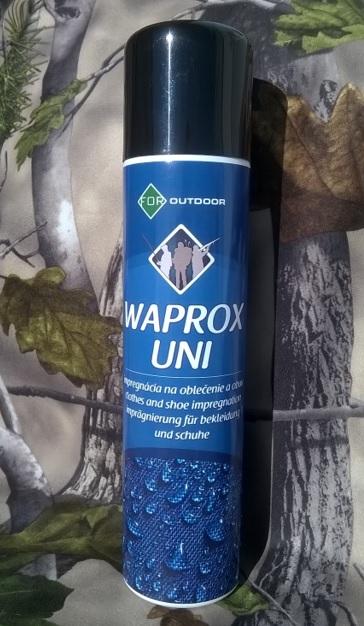 FOR OUTDOOR
WAPROX
UNI
impregnácia na oblečenie a obuv
clothes and shoe impregnation
imprägnierung für bekleidung
und schuhe